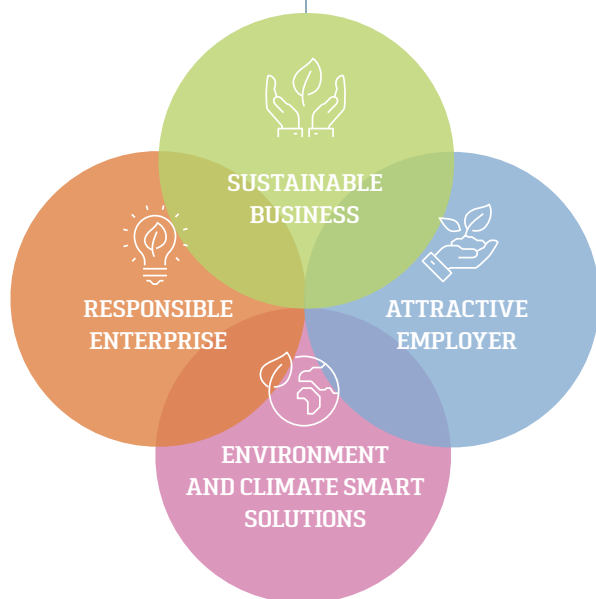 SUSTAINABLE
BUSINESS
RESPONSIBLE
ENTERPRISE
ATTRACTIVE
EMPLOYER
ENVIRONMENT
AND CLIMATE SMART
SOLUTIONS